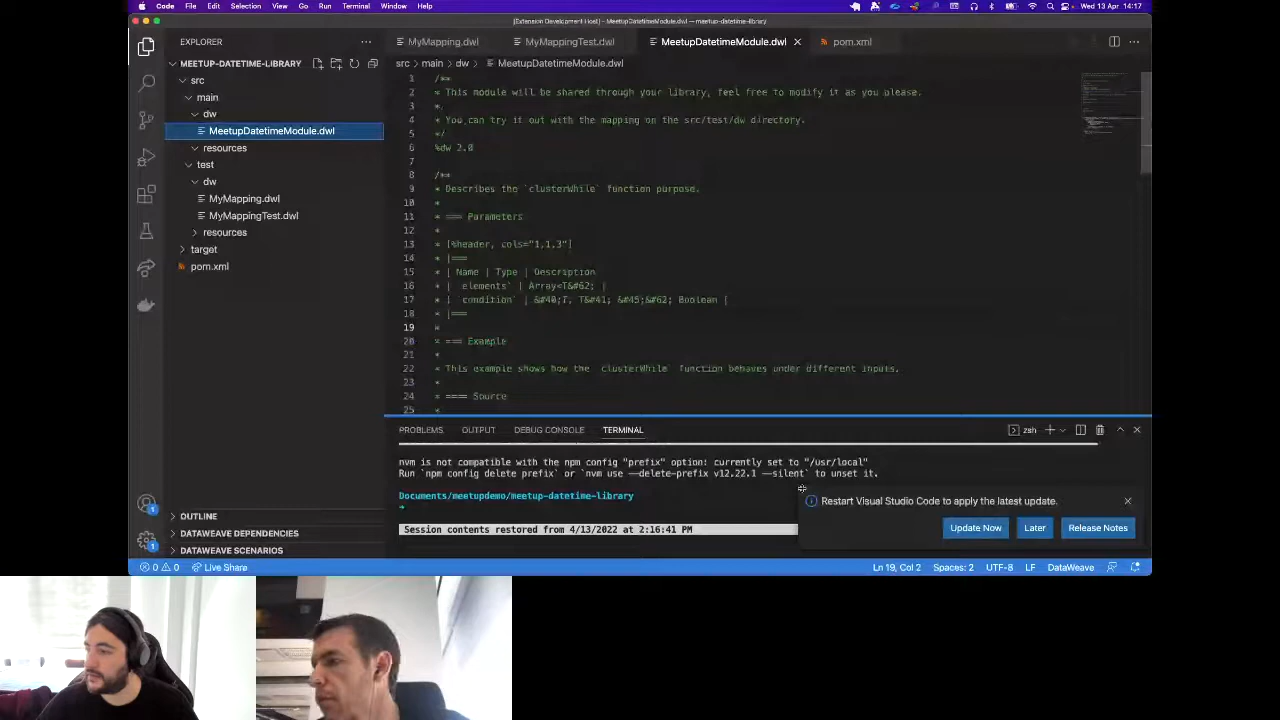 Code File Edit Selection View Go Run Terminal Window Help
Wed 13 Apr 14:17
[Extension Development Host] - MeetupDatetimeModule.dwl — meetup-datetime-library
EXPLORER
MEETUP-DATETIME-LIBRARY
src
main
dw
MeetupDatetimeModule.dwl
resources
test
dw
MyMapping.dwl
MyMappingTest.dwl
resources
target
pom.xml
OUTLINE
DATAWEAVE DEPENDENCIES
DATAWEAVE SCENARIOS
MyMapping.dwl MyMappingTest.dwl MeetupDatetimeModule.dwl pom.xml
src > main > dw > MeetupDatetimeModule.dwl
1 /**
2 * This module will be shared through your library, feel free to modify it as you please.
3 *
4 * You can try it out with the mapping on the src/test/dw directory.
5 */
6 %dw 2.0
7
8 /**
9 * Describes the `clusterWhile` function purpose.
10 *
11 * === Parameters
12 *
13 * [%header, cols="1,1,3"]
14 * |===
15 * | Name | Type | Description
16 * | `elements` | Array<T&#62; |
17 * | `condition` | &#40;T, T&#41; &#45;&#62; Boolean |
18 * |===
19 *
20 * === Example
21 *
22 * This example shows how the `clusterWhile` function behaves under different inputs.
23 *
24 * ==== Source
25 *
PROBLEMS OUTPUT DEBUG CONSOLE TERMINAL
zsh
nvm is not compatible with the npm config "prefix" option: currently set to "/usr/local"
Run `npm config delete prefix` or `nvm use --delete-prefix v12.22.1 --silent` to unset it.
Documents/meetupdemo/meetup-datetime-library
Session contents restored from 4/13/2022 at 2:16:41 PM
Restart Visual Studio Code to apply the latest update.
Update Now Later Release Notes
1
1
0 0 Live Share
Ln 19, Col 2 Spaces: 2 UTF-8 LF DataWeave